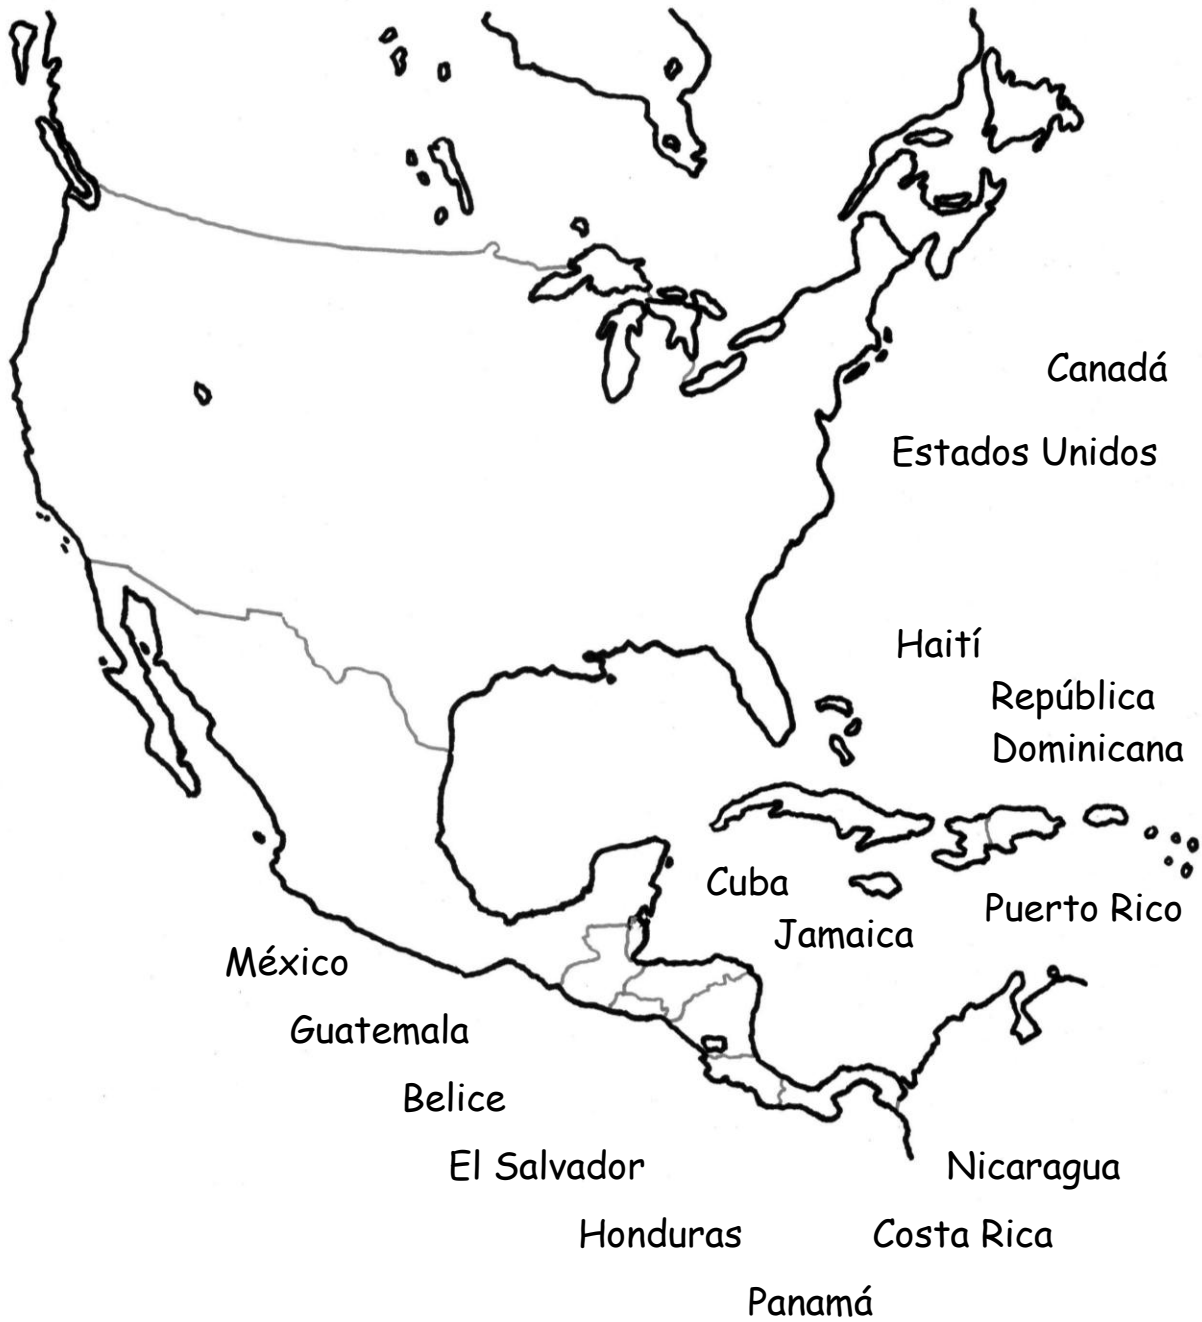 Canadá
Estados Unidos
Haití
República
Dominicana
Cuba
Puerto Rico
Jamaica
México
Guatemala
Belice
El Salvador
Nicaragua
Honduras
Costa Rica
Panamá